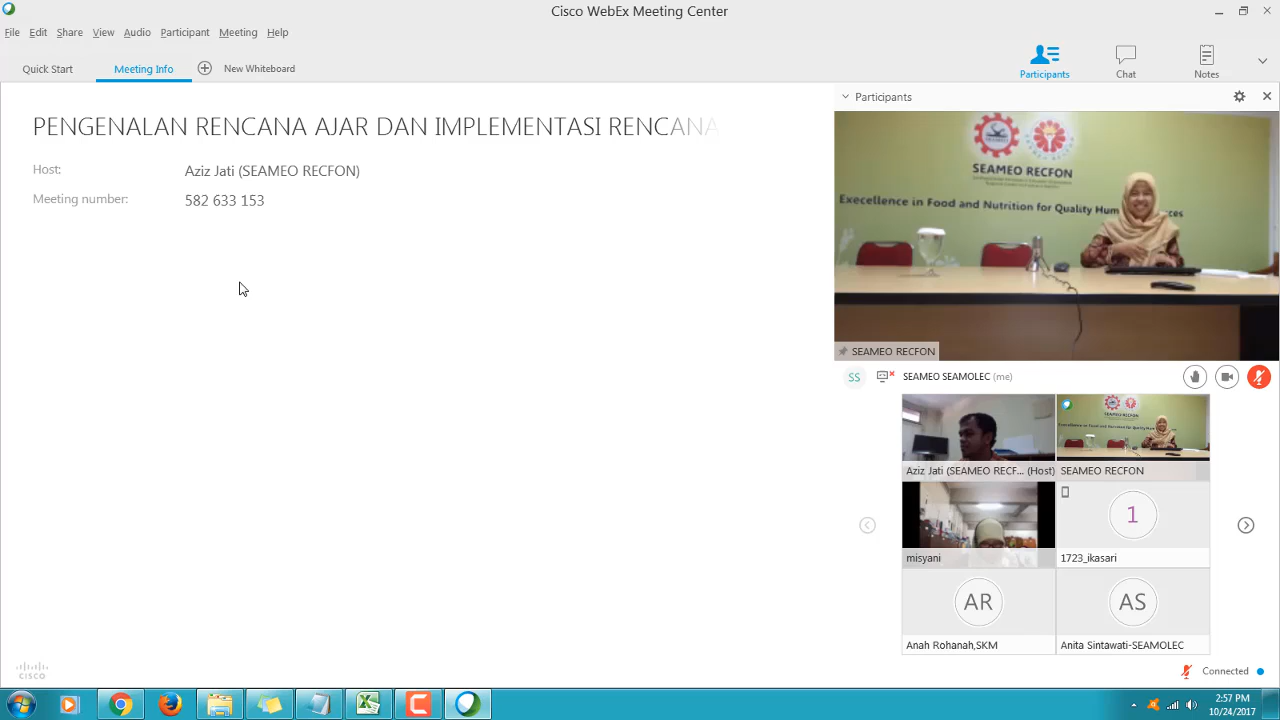 Cisco WebEx Meeting Center
File Edit Share View Audio Participant Meeting Help
Quick Start Meeting Info New Whiteboard
Participants Chat Notes
PENGENALAN RENCANA AJAR DAN IMPLEMENTASI RENCANA
Host: Aziz Jati (SEAMEO RECFON)
Meeting number: 582 633 153
Participants
SEAMEO RECFON
Execellence in Food and Nutrition for Quality Hum
SEAMEO RECFON
SS SEAMEO SEAMOLEC (me)
Aziz Jati (SEAMEO RECF... (Host)
SEAMEO RECFON
misyani
1
1723_ikasari
AR
Anah Rohanah,SKM
AS
Anita Sintawati-SEAMOLEC
CISCO
Connected
2:57 PM
10/24/2017